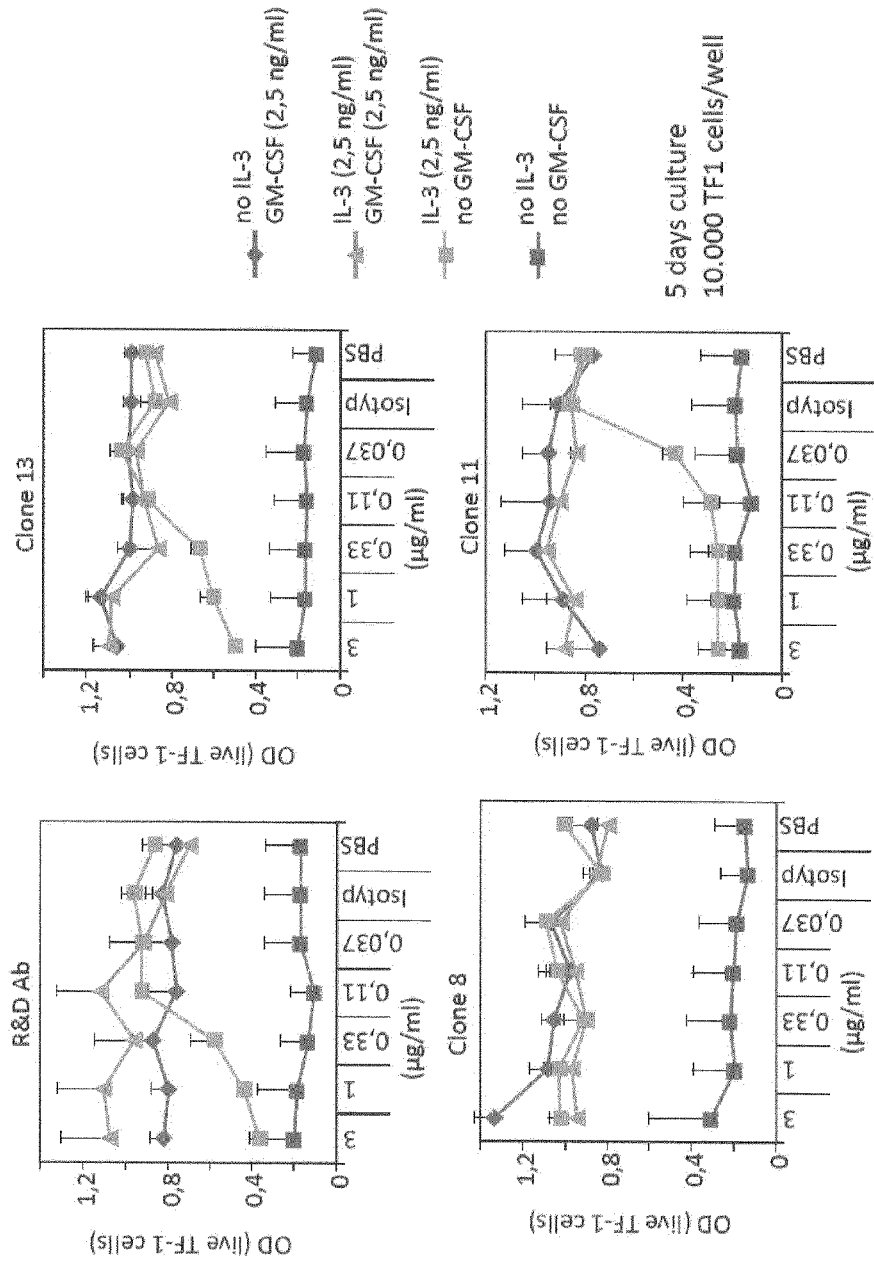 R&D Ab
OD (live TF-1 cells)
1,2
0,8
0,4
0
3
1
0,33
0,11
0,037
Isotyp
PBS
(µg/ml)
Clone 13
OD (live TF-1 cells)
1,2
0,8
0,4
0
3
1
0,33
0,11
0,037
Isotyp
PBS
(µg/ml)
Clone 8
OD (live TF-1 cells)
1,2
0,8
0,4
0
3
1
0,33
0,11
0,037
Isotyp
PBS
(µg/ml)
Clone 11
OD (live TF-1 cells)
1,2
0,8
0,4
0
3
1
0,33
0,11
0,037
Isotyp
PBS
(µg/ml)
no IL-3
GM-CSF (2,5 ng/ml)
IL-3 (2,5 ng/ml)
GM-CSF (2,5 ng/ml)
IL-3 (2,5 ng/ml)
no GM-CSF
no IL-3
no GM-CSF
5 days culture
10.000 TF1 cells/well